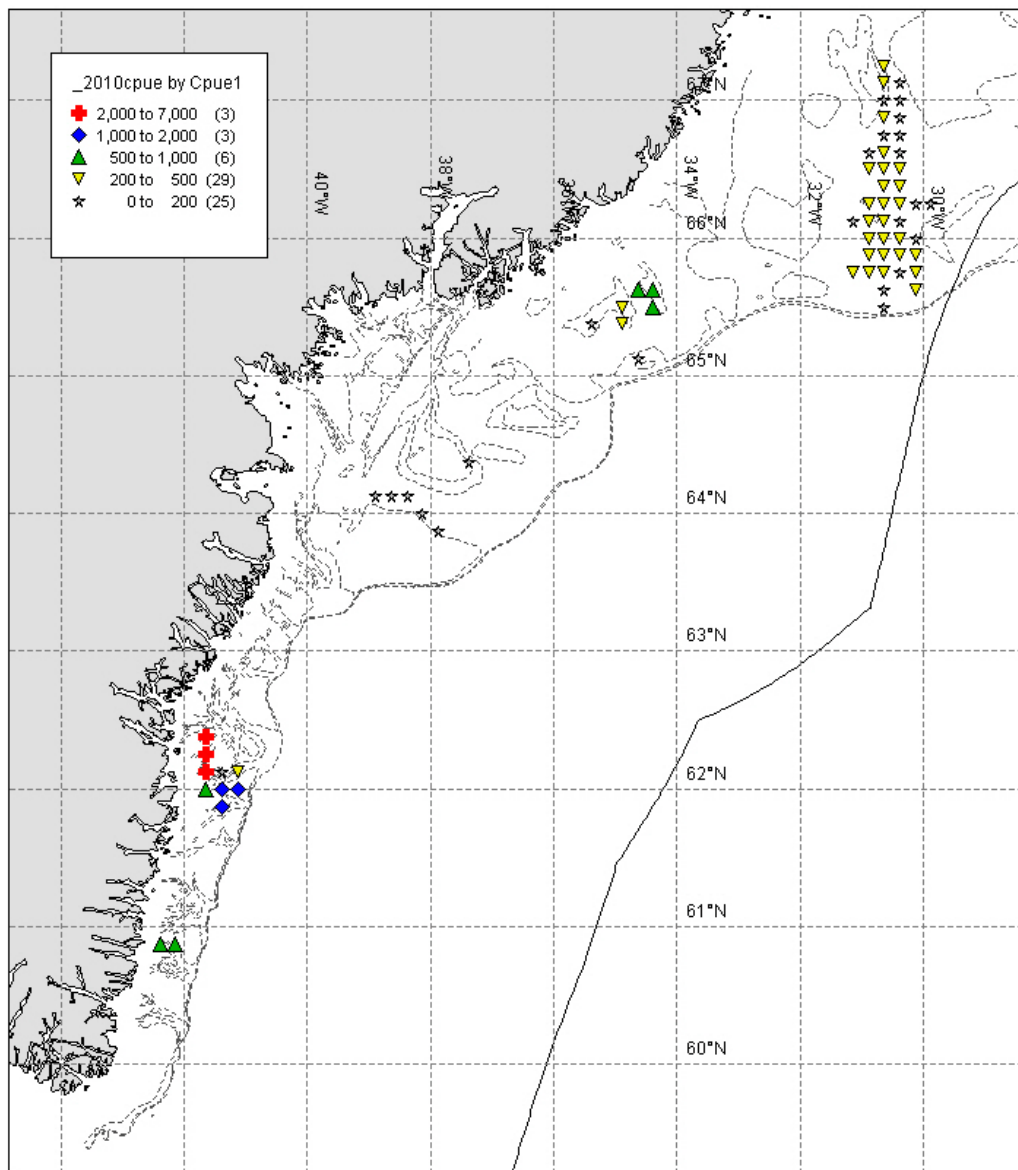 _2010cpue by Cpue1
2,000 to 7,000 (3)
1,000 to 2,000 (3)
500 to 1,000 (6)
200 to 500 (29)
0 to 200 (25)
67°N
40°W
38°W
36°W
34°W
32°W
30°W
66°N
65°N
64°N
63°N
62°N
61°N
60°N